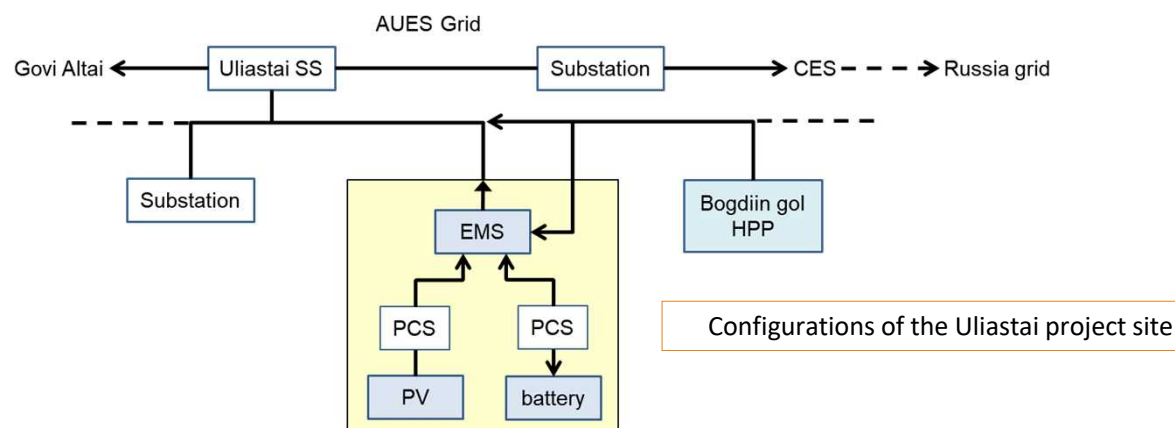 AUES Grid
Govi Altai
Uliastai SS
Substation
CES
Russia grid
Substation
Bogdiin gol
HPP
EMS
PCS
PCS
PV
battery
Configurations of the Uliastai project site